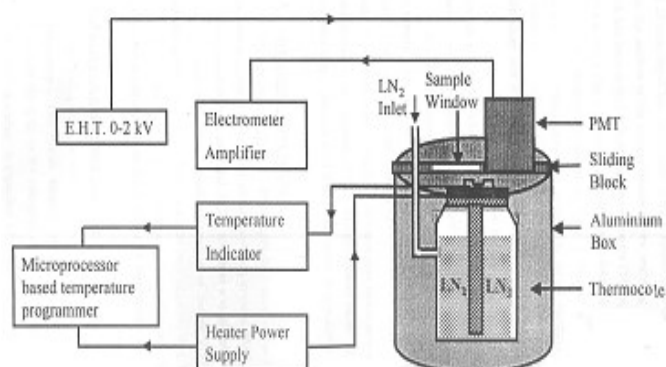 LN2
Inlet
Sample
Window
E.H.T. 0-2 kV
Electrometer
Amplifier
PMT
Sliding
Block
Temperature
Indicator
Aluminium
Box
Microprocessor
based temperature
programmer
LN2
LN2
Thermocole
Heater Power
Supply